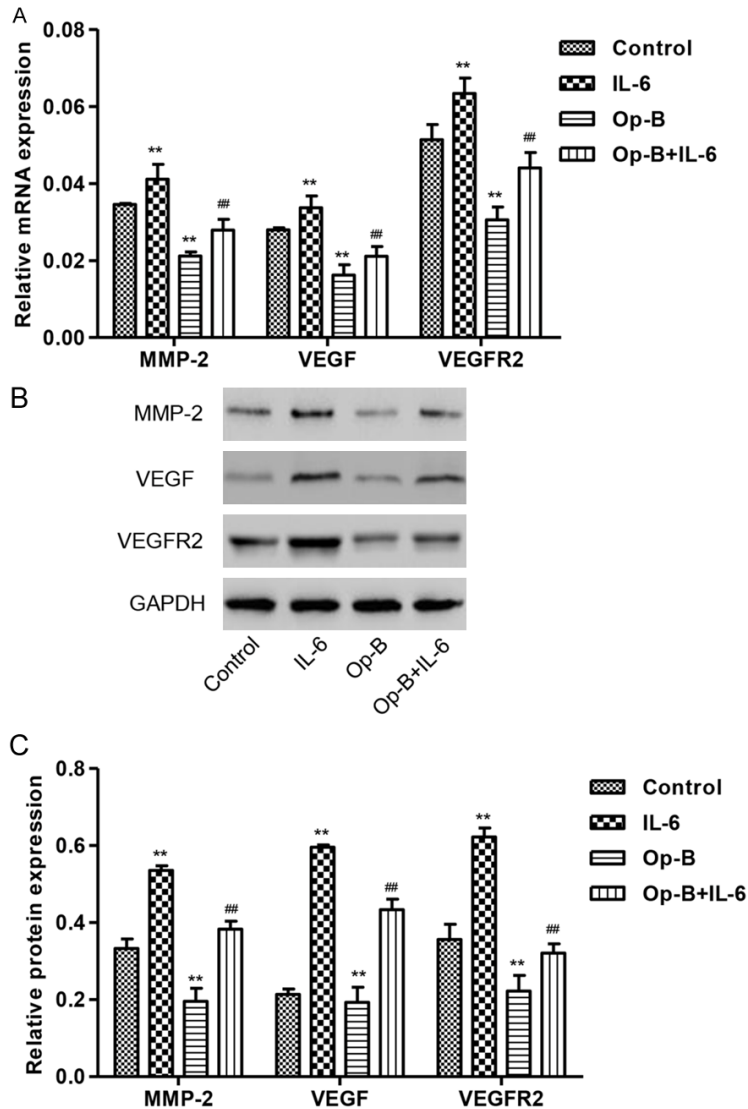 A
Relative mRNA expression
0.08
0.06
0.04
0.02
0.00
**
**
##
**
**
##
**
**
##
MMP-2
VEGF
VEGFR2
Control
IL-6
Op-B
Op-B+IL-6
B
MMP-2
VEGF
VEGFR2
GAPDH
Control
IL-6
Op-B
Op-B+IL-6
C
Relative protein expression
0.8
0.6
0.4
0.2
0.0
**
**
##
**
**
##
**
**
##
MMP-2
VEGF
VEGFR2
Control
IL-6
Op-B
Op-B+IL-6